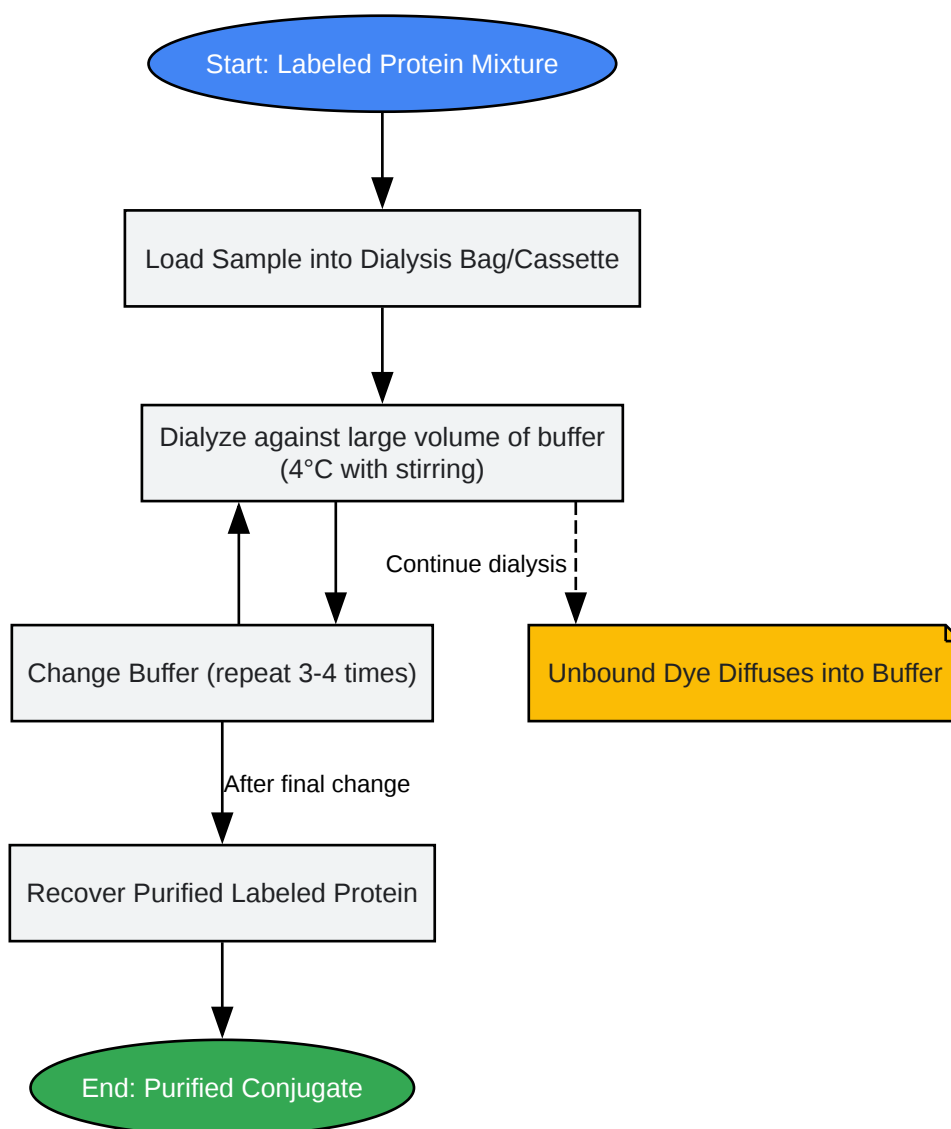 Start: Labeled Protein Mixture
Load Sample into Dialysis Bag/Cassette
Dialyze against large volume of buffer
(4°C with stirring)
Continue dialysis
Change Buffer (repeat 3-4 times)
Unbound Dye Diffuses into Buffer
After final change
Recover Purified Labeled Protein
End: Purified Conjugate